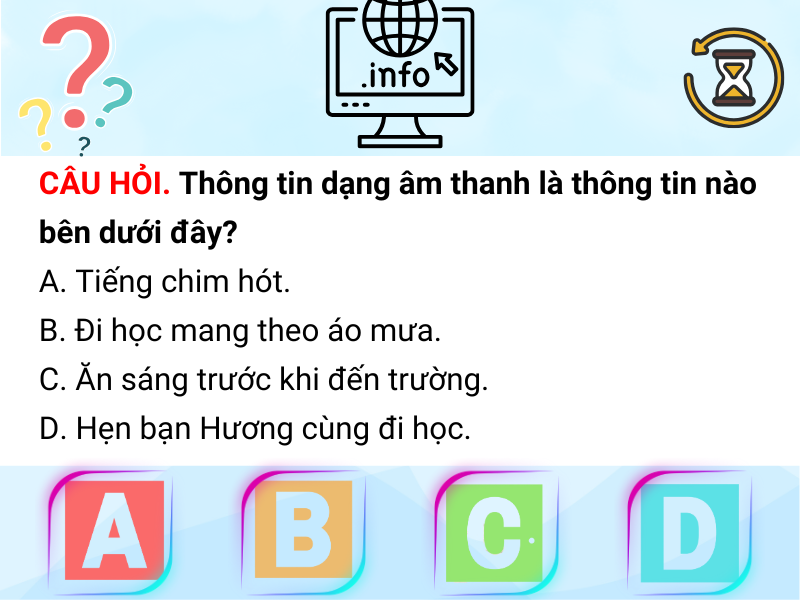 ? ? ? ?
.info
CÂU HỎI. Thông tin dạng âm thanh là thông tin nào
bên dưới đây?
A. Tiếng chim hót.
B. Đi học mang theo áo mưa.
C. Ăn sáng trước khi đến trường.
D. Hẹn bạn Hương cùng đi học.
A B C D